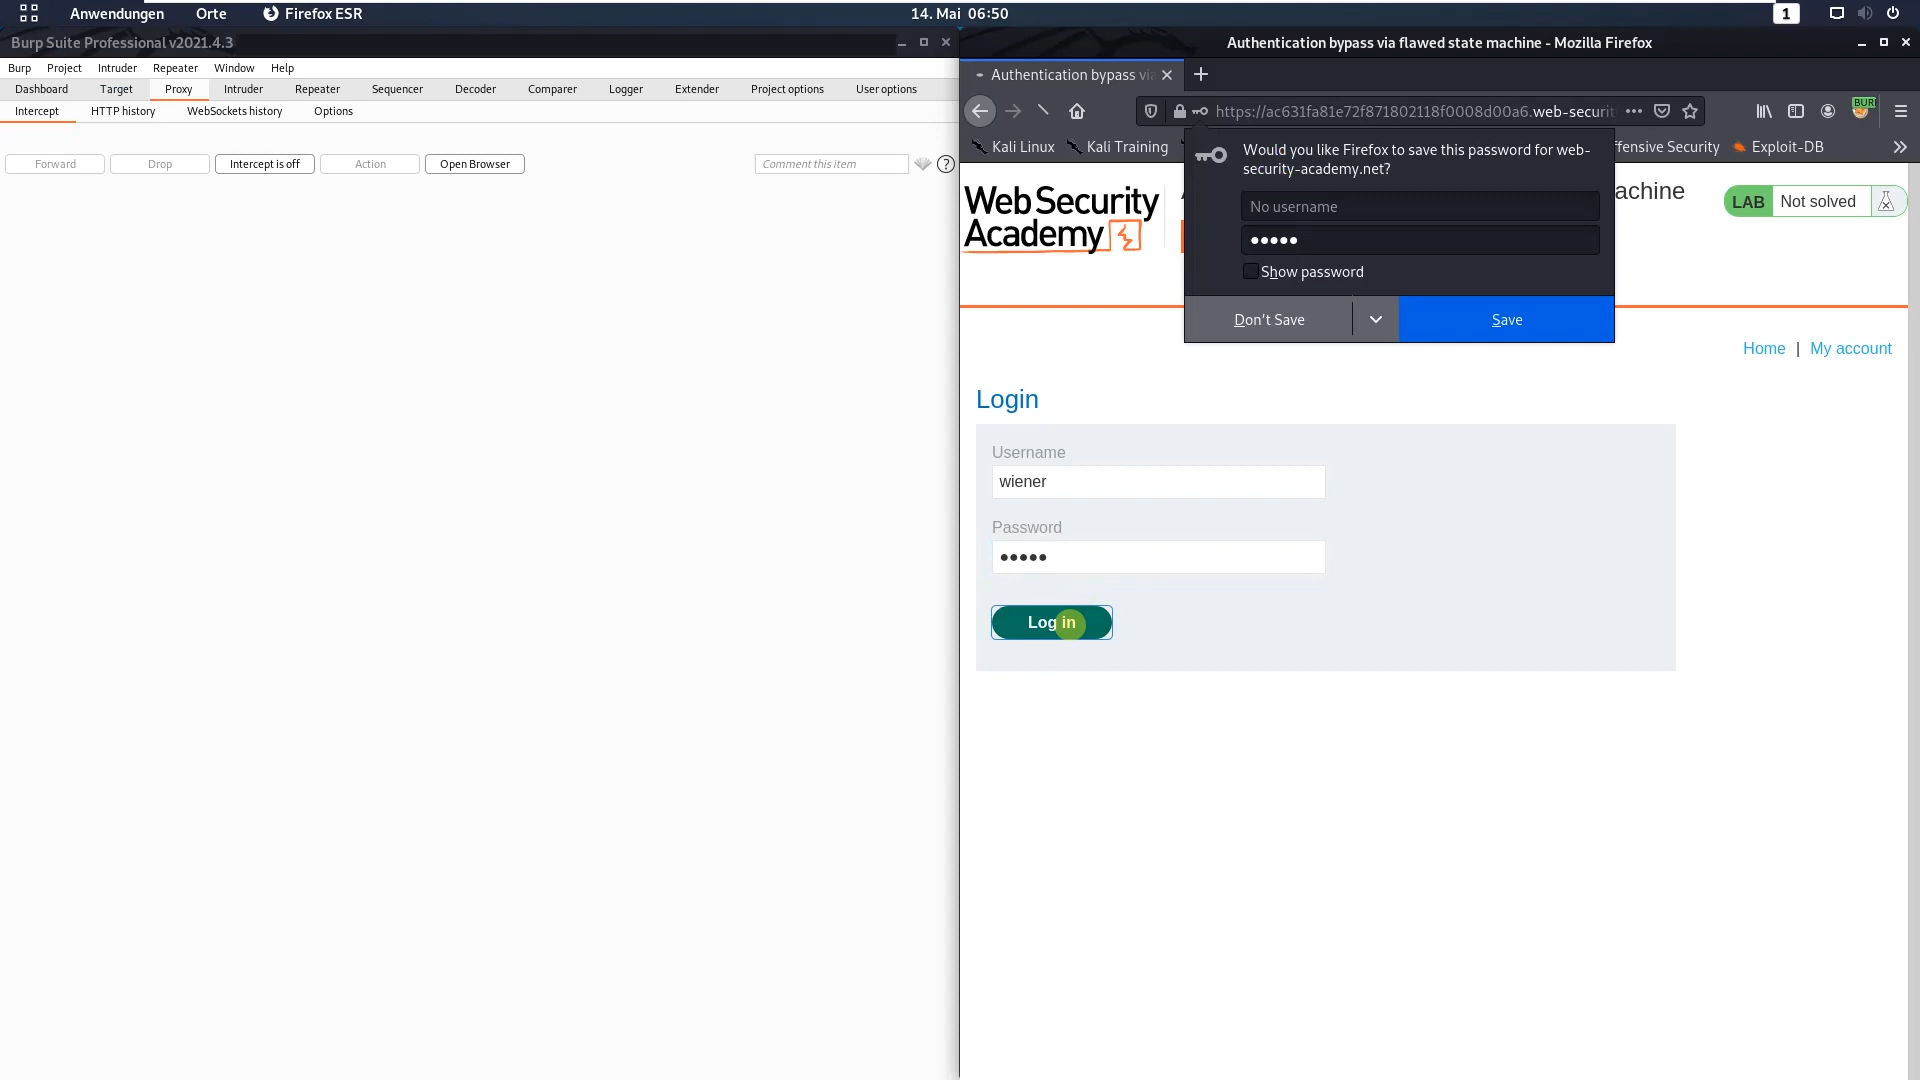 Anwendungen Orte Firefox ESR 14. Mai 06:50 1
Burp Suite Professional v2021.4.3
Burp Project Intruder Repeater Window Help
Dashboard Target Proxy Intruder Repeater Sequencer Decoder Comparer Logger Extender Project options User options
Intercept HTTP history WebSockets history Options
Forward Drop Intercept is off Action Open Browser Comment this item ?
Authentication bypass via flawed state machine - Mozilla Firefox
Authentication bypass via
https://ac631fa81e72f871802118f0008d00a6.web-securit
BUR
Kali Linux Kali Training ffensive Security Exploit-DB
Would you like Firefox to save this password for web-
security-academy.net?
No username
•••••
Show password
Don't Save Save
Web Security
Academy
achine
LAB Not solved
Home | My account
Login
Username
wiener
Password
•••••
Log in